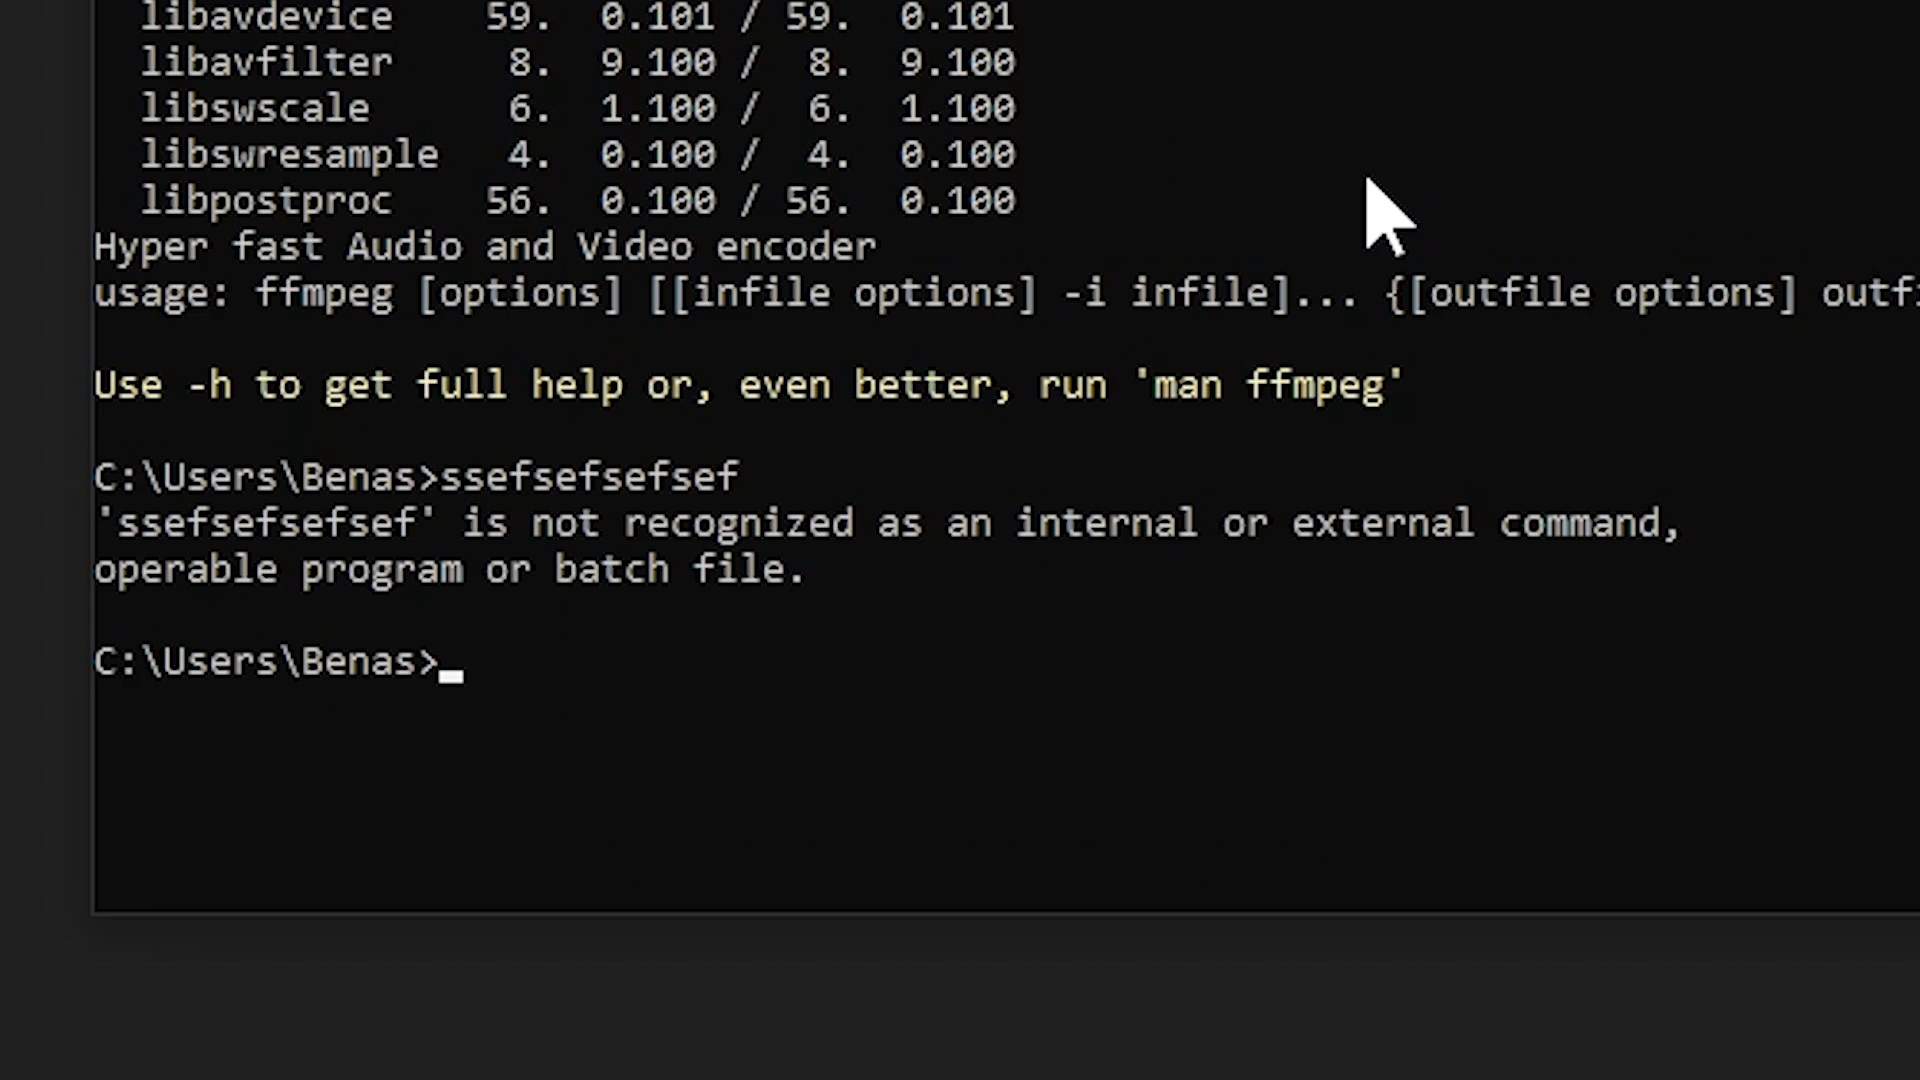 libavdevice    59.  0.101 / 59.  0.101
libavfilter     8.  9.100 /  8.  9.100
libswscale      6.  1.100 /  6.  1.100
libswresample   4.  0.100 /  4.  0.100
libpostproc    56.  0.100 / 56.  0.100
Hyper fast Audio and Video encoder
usage: ffmpeg [options] [[infile options] -i infile]... {[outfile options] outfi
Use -h to get full help or, even better, run 'man ffmpeg'
C:\Users\Benas>ssefsefsefsef
'ssefsefsefsef' is not recognized as an internal or external command,
operable program or batch file.
C:\Users\Benas>